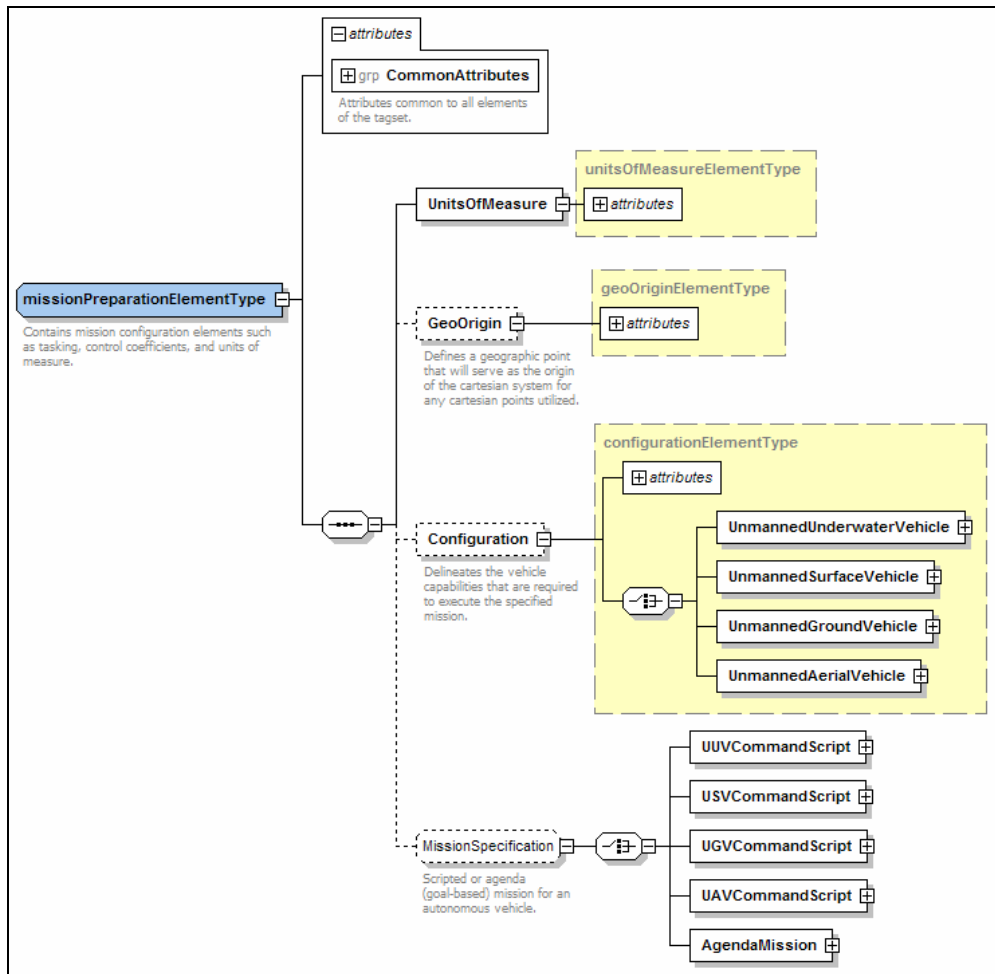 attributes
grp CommonAttributes
Attributes common to all elements
of the tagset.
unitsOfMeasureElementType
UnitsOfMeasure
attributes
missionPreparationElementType
Contains mission configuration elements such
as tasking, control coefficients, and units of
measure.
geoOriginElementType
GeoOrigin
attributes
Defines a geographic point
that will serve as the origin
of the cartesian system for
any cartesian points utilized.
configurationElementType
attributes
Configuration
Delineates the vehicle
capabilities that are required
to execute the specified
mission.
UnmannedUnderwaterVehicle
UnmannedSurfaceVehicle
UnmannedGroundVehicle
UnmannedAerialVehicle
MissionSpecification
Scripted or agenda
(goal-based) mission for an
autonomous vehicle.
UUVCommandScript
USVCommandScript
UGVCommandScript
UAVCommandScript
AgendaMission